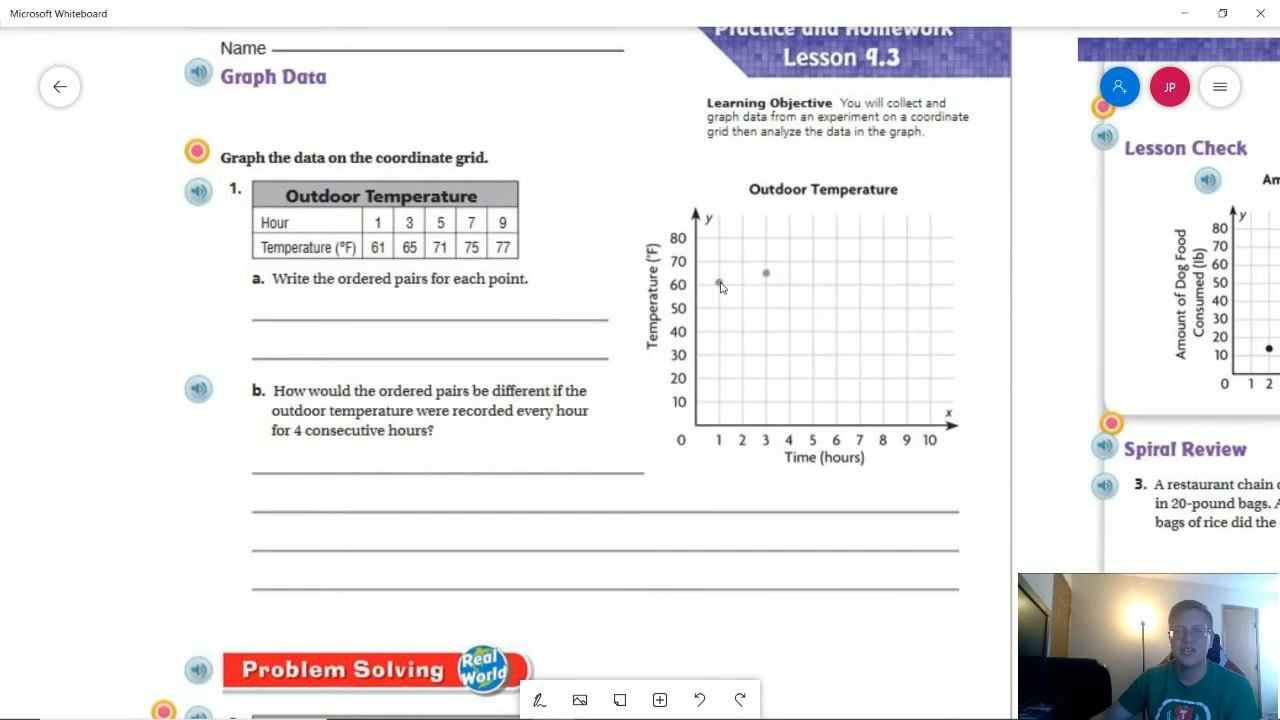 Microsoft Whiteboard
Name
Practice and Homework
Lesson 9.3
Graph Data
JP
Learning Objective You will collect and
graph data from an experiment on a coordinate
grid then analyze the data in the graph.
Graph the data on the coordinate grid.
1.
Outdoor Temperature
Hour 1 3 5 7 9
Temperature (°F) 61 65 71 75 77
a. Write the ordered pairs for each point.
b. How would the ordered pairs be different if the
outdoor temperature were recorded every hour
for 4 consecutive hours?
Outdoor Temperature
y
Temperature (°F)
80
70
60
50
40
30
20
10
x
0 1 2 3 4 5 6 7 8 9 10
Time (hours)
Problem Solving Real
World
Lesson Check
y
Amount of Dog Food
Consumed (lb)
80
70
60
50
40
30
20
10
0 1 2
Spiral Review
3. A restaurant chain
in 20-pound bags.
bags of rice did the